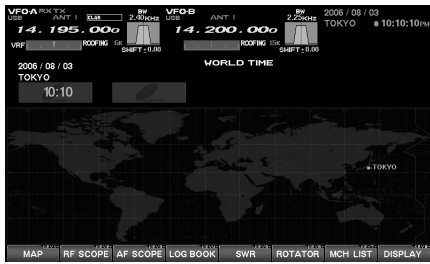 VFO-A RX TX
USB ANT 1
BW
2.40KHz
14.195.000
VRF
ROOFING
SHIFT±0.00
VFO-B
USB ANT 1
BW
2.25KHz
14.200.000
ROOFING
SHIFT±0.00
2006 / 08 / 03
TOKYO 10:10:10PM
WORLD TIME
2006 / 08 / 03
TOKYO
10:10
TOKYO
MAP RF SCOPE AF SCOPE LOG BOOK SWR ROTATOR MCH LIST DISPLAY